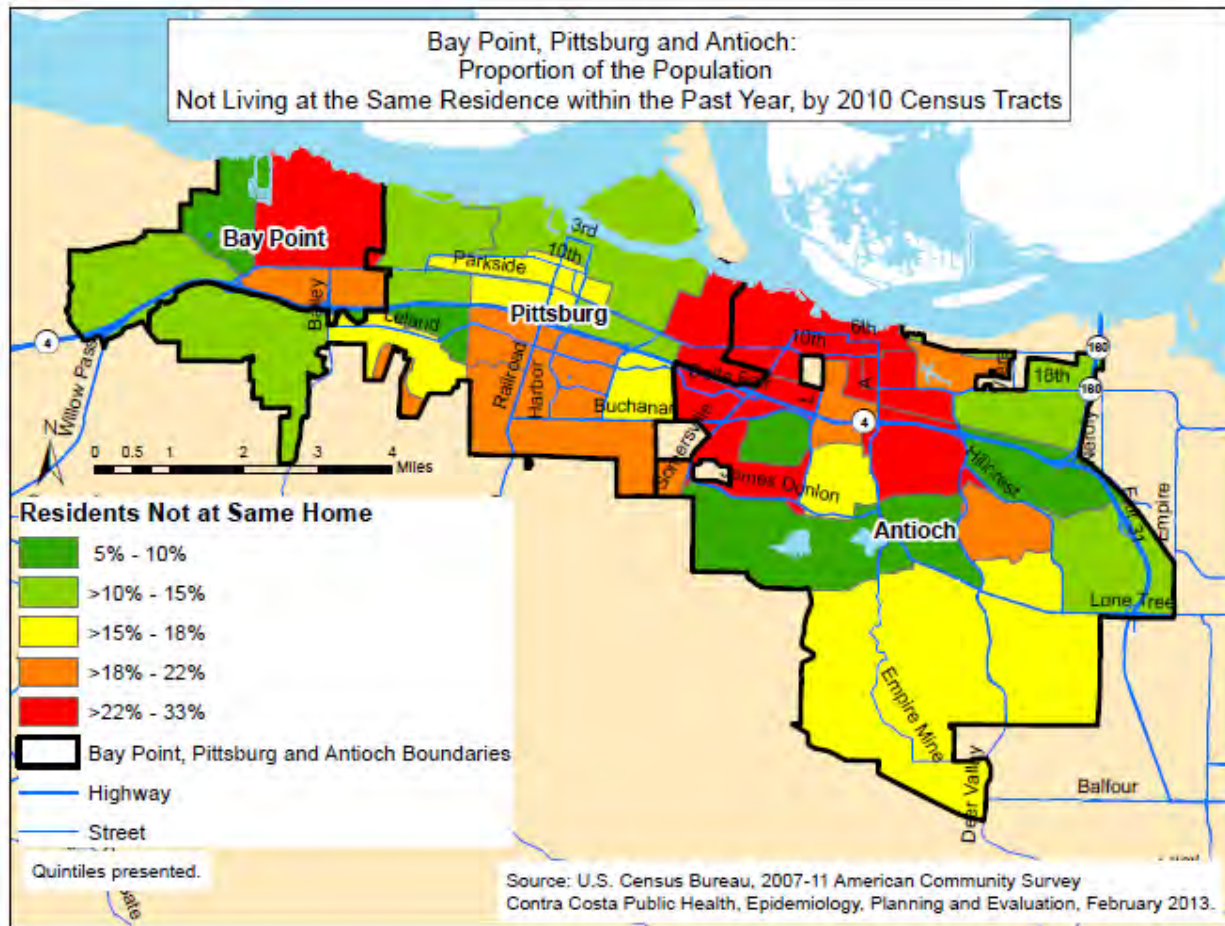 Bay Point, Pittsburg and Antioch:
Proportion of the Population
Not Living at the Same Residence within the Past Year, by 2010 Census Tracts
Bay Point
3rd
10th
Parkside
Pittsburg
Bailey
Leland
Railroad
Harbor
Buchanan
4
Willow Pass
6th
10th
A
L
4
18th
160
160
Somersville
James Donlon
Hillcrest
Antioch
Empire
Lone Tree
Empire Mine
Deer Valley
Balfour
N
0 0.5 1 2 3 4
Miles
Residents Not at Same Home
5% - 10%
>10% - 15%
>15% - 18%
>18% - 22%
>22% - 33%
Bay Point, Pittsburg and Antioch Boundaries
Highway
Street
Quintiles presented.
Source: U.S. Census Bureau, 2007-11 American Community Survey
Contra Costa Public Health, Epidemiology, Planning and Evaluation, February 2013.